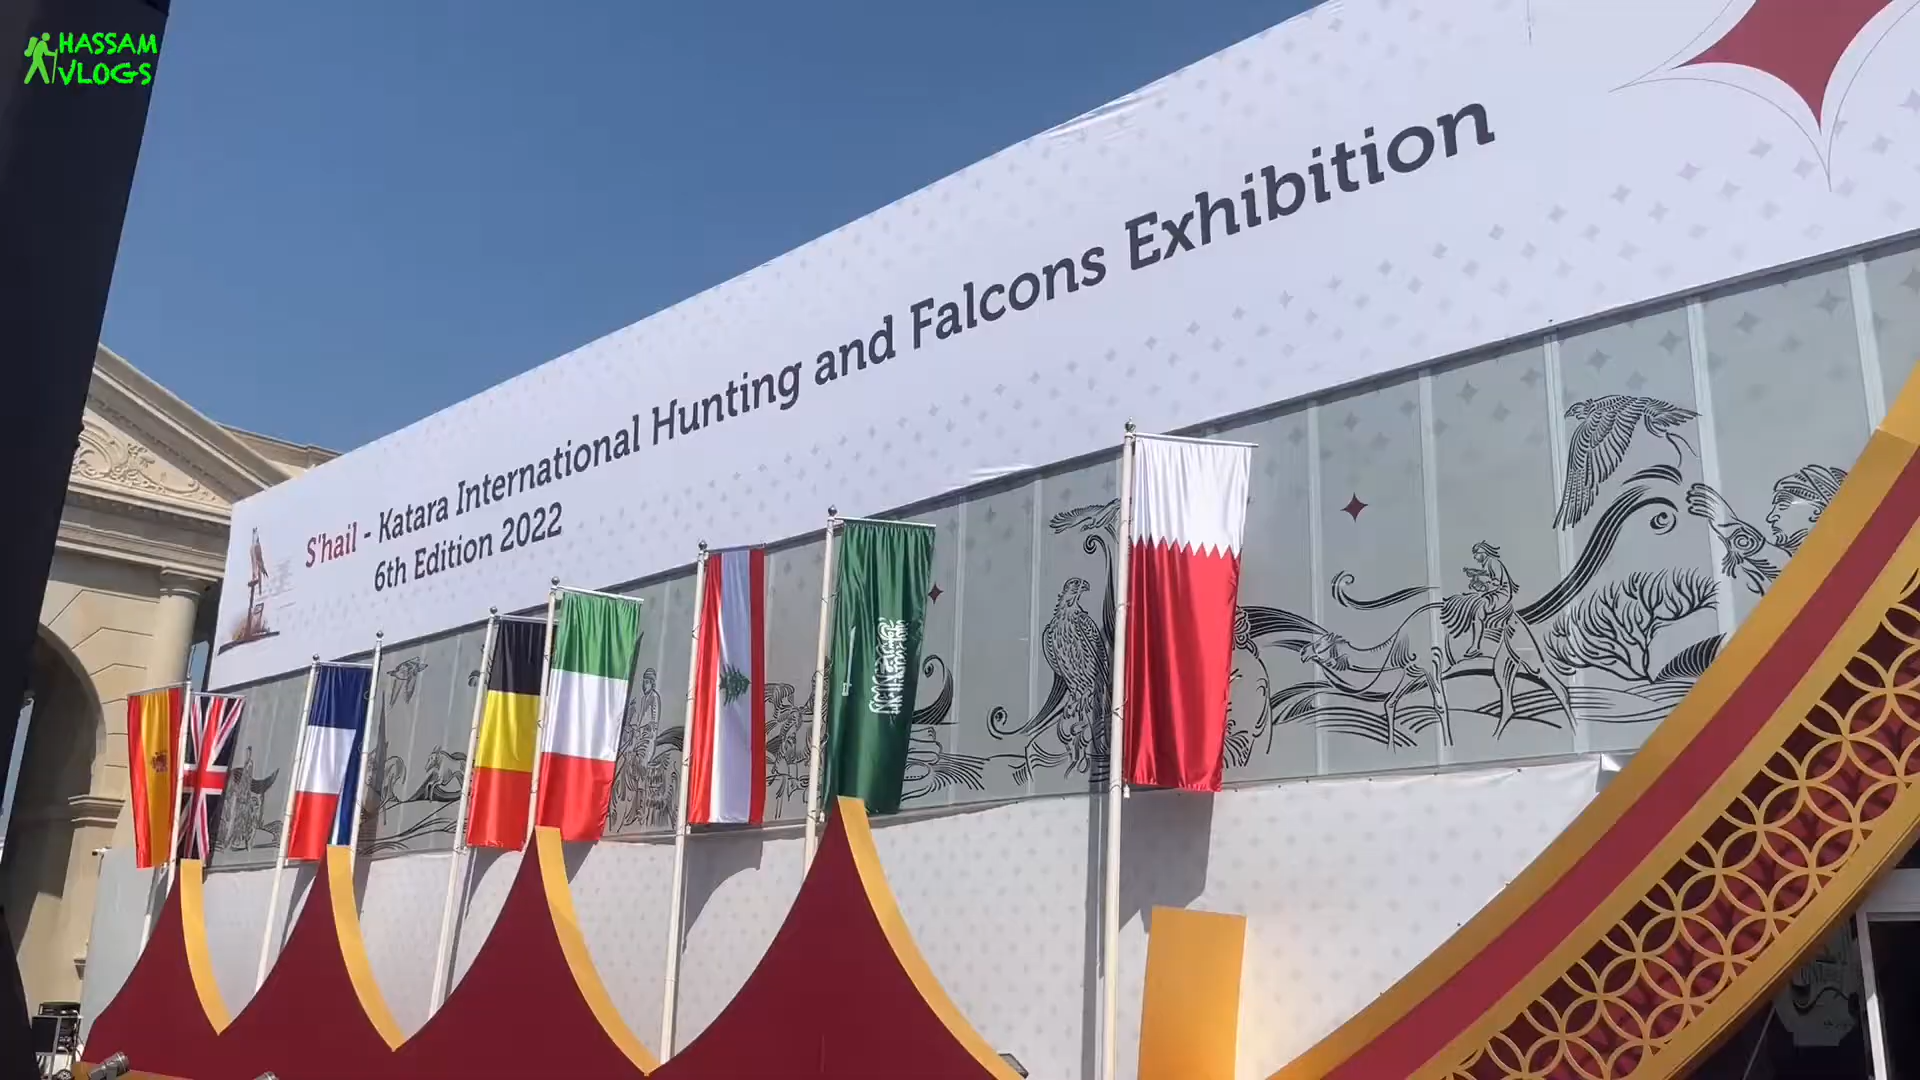 HASSAM
VLOGS
S'hail - Katara International Hunting and Falcons Exhibition
6th Edition 2022